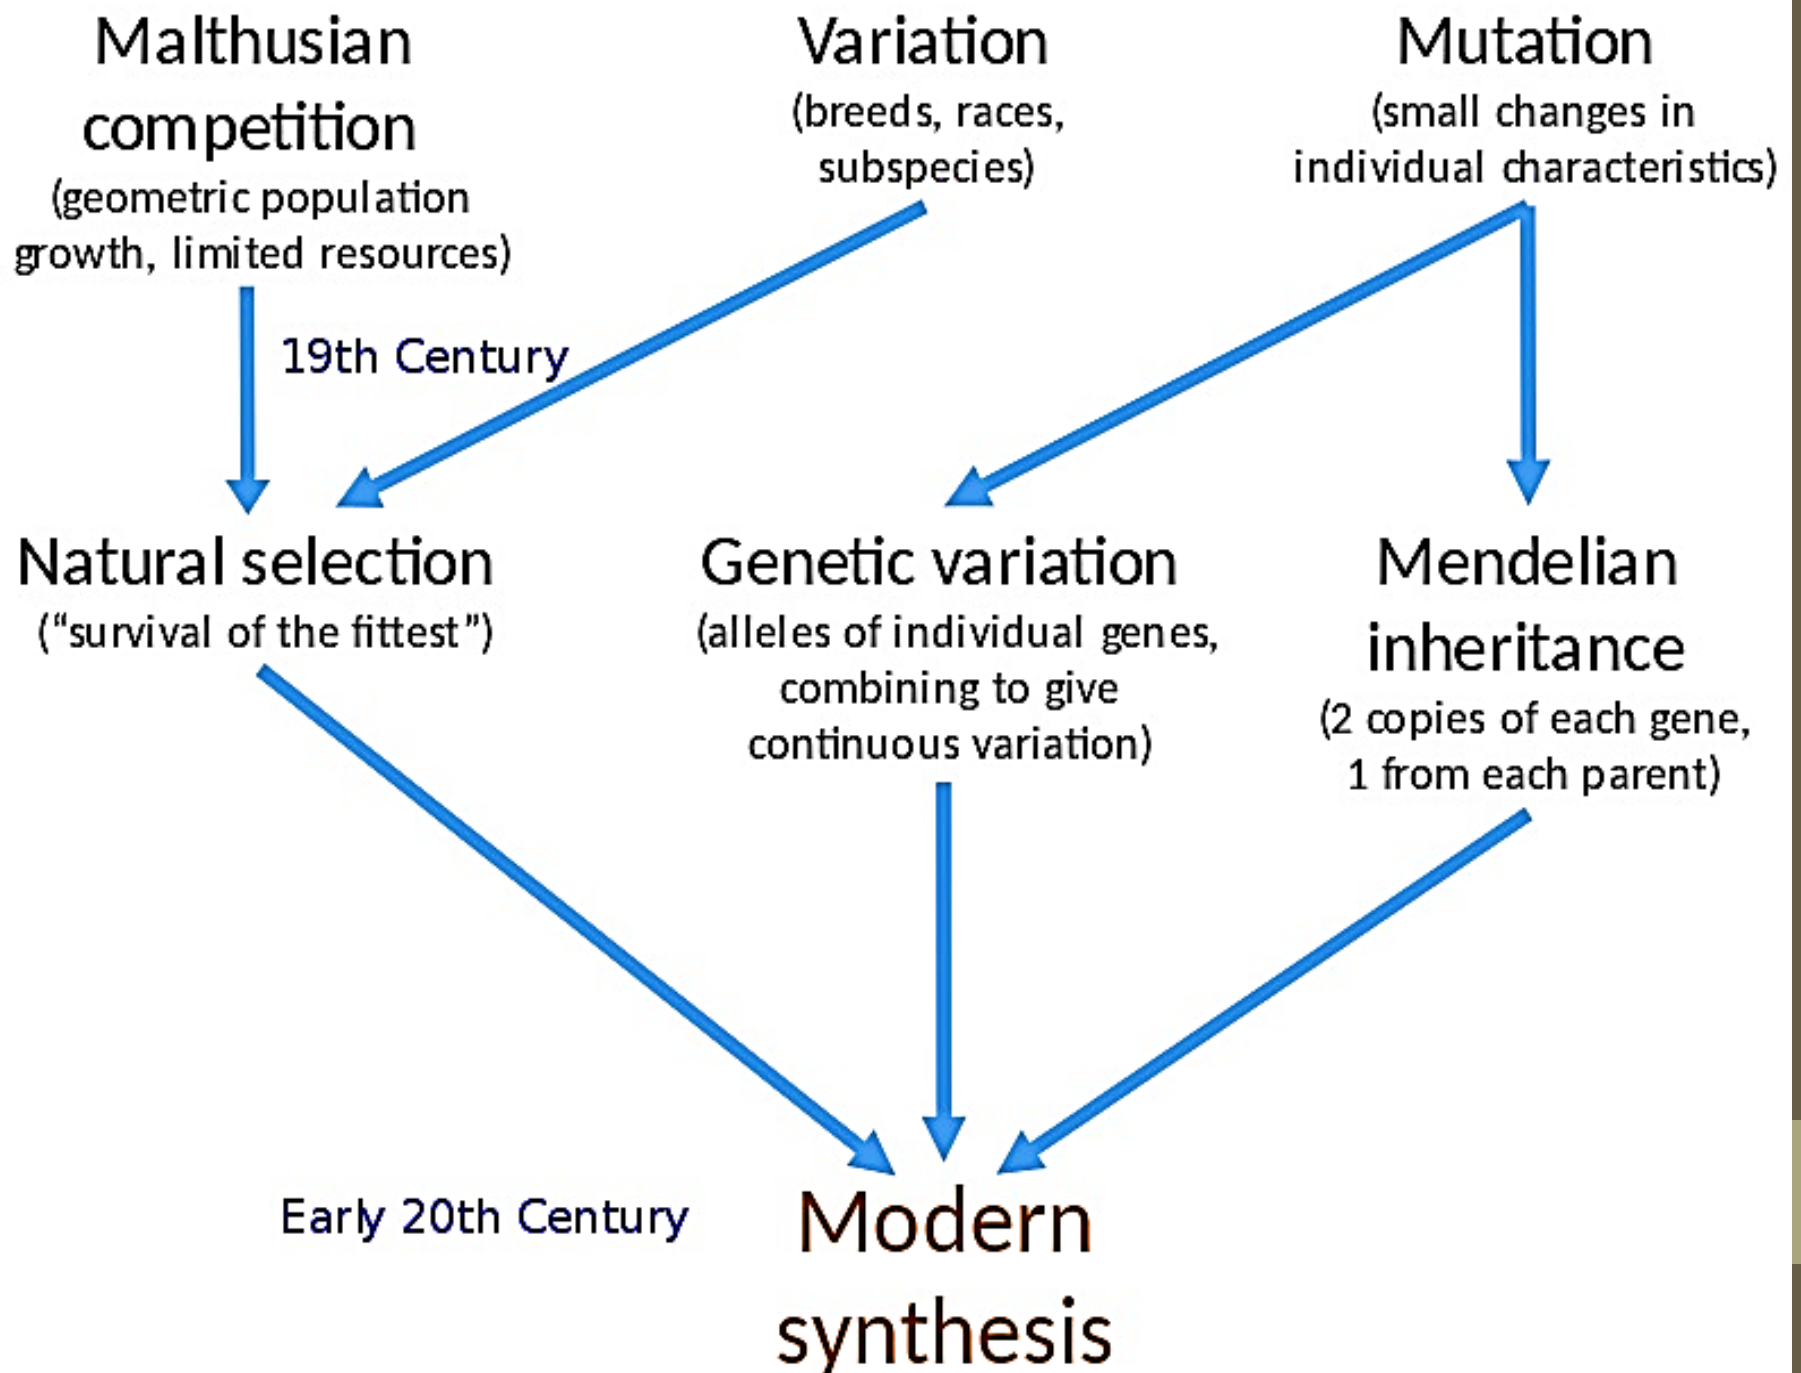 Malthusian
competition
(geometric population
growth, limited resources)
Variation
(breeds, races,
subspecies)
Mutation
(small changes in
individual characteristics)
19th Century
Natural selection
(“survival of the fittest”)
Genetic variation
(alleles of individual genes,
combining to give
continuous variation)
Mendelian
inheritance
(2 copies of each gene,
1 from each parent)
Early 20th Century
Modern
synthesis